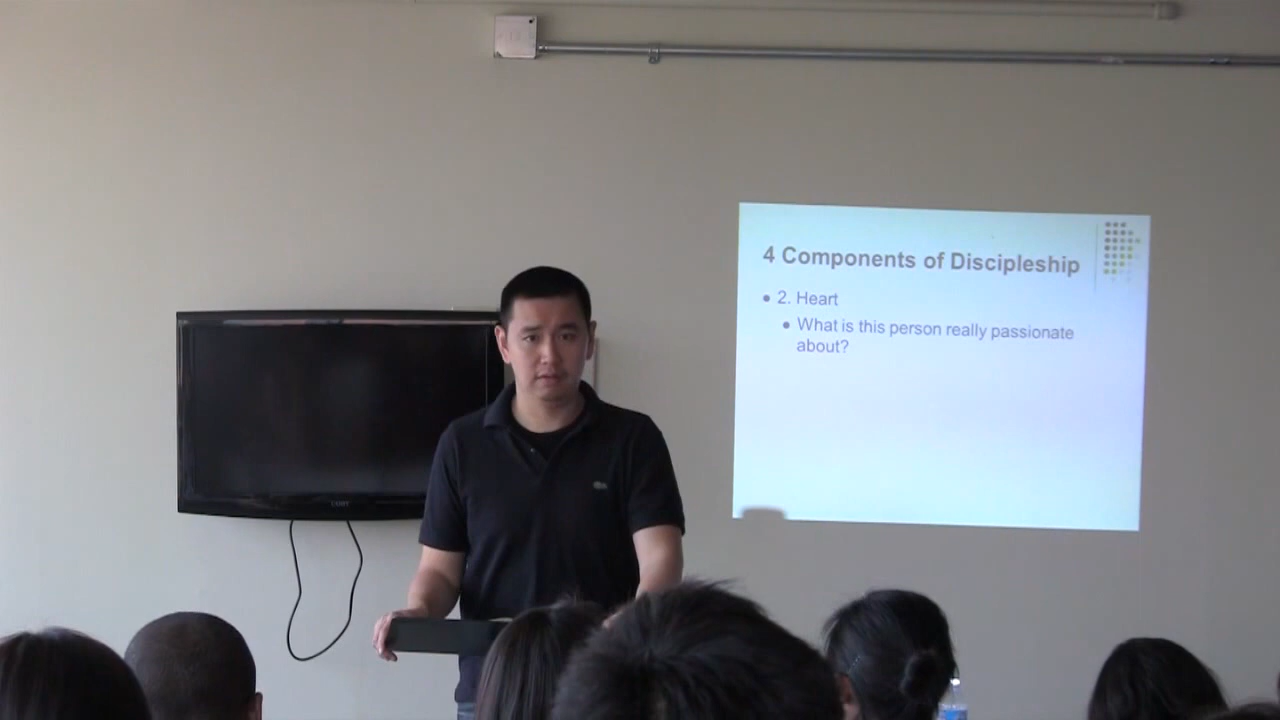 4 Components of Discipleship
2. Heart
What is this person really passionate
about?